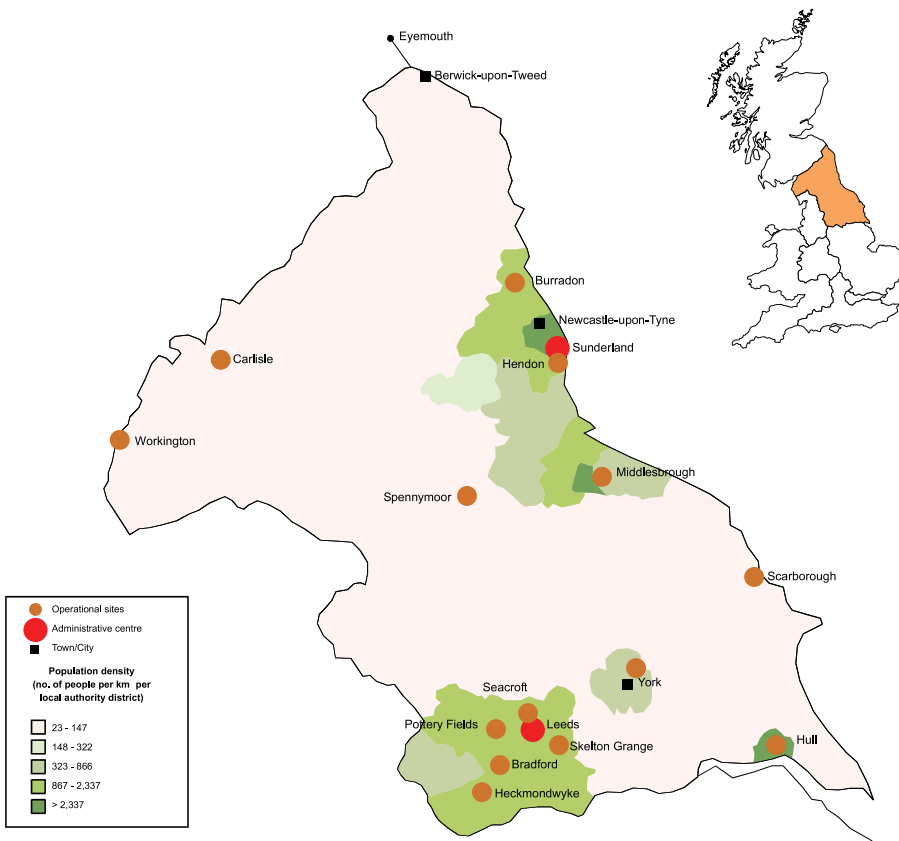 Eyemouth
Berwick-upon-Tweed
Burradon
Newcastle-upon-Tyne
Sunderland
Hendon
Carlisle
Workington
Middlesbrough
Spennymoor
Scarborough
York
Seacroft
Pottery Fields
Leeds
Skelton Grange
Hull
Bradford
Heckmondwyke
Operational sites
Administrative centre
Town/City
Population density
(no. of people per km per
local authority district)
23 - 147
148 - 322
323 - 866
867 - 2,337
> 2,337